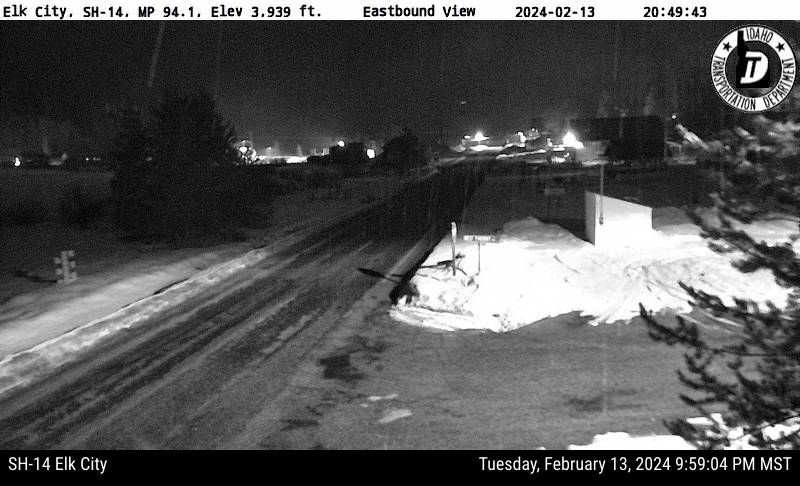 Elk City, SH-14, MP 94.1, Elev 3,939 ft. Eastbound View 2024-02-13 20:49:43
IDAHO
TRANSPORTATION DEPARTMENT
SH-14 Elk City Tuesday, February 13, 2024 9:59:04 PM MST